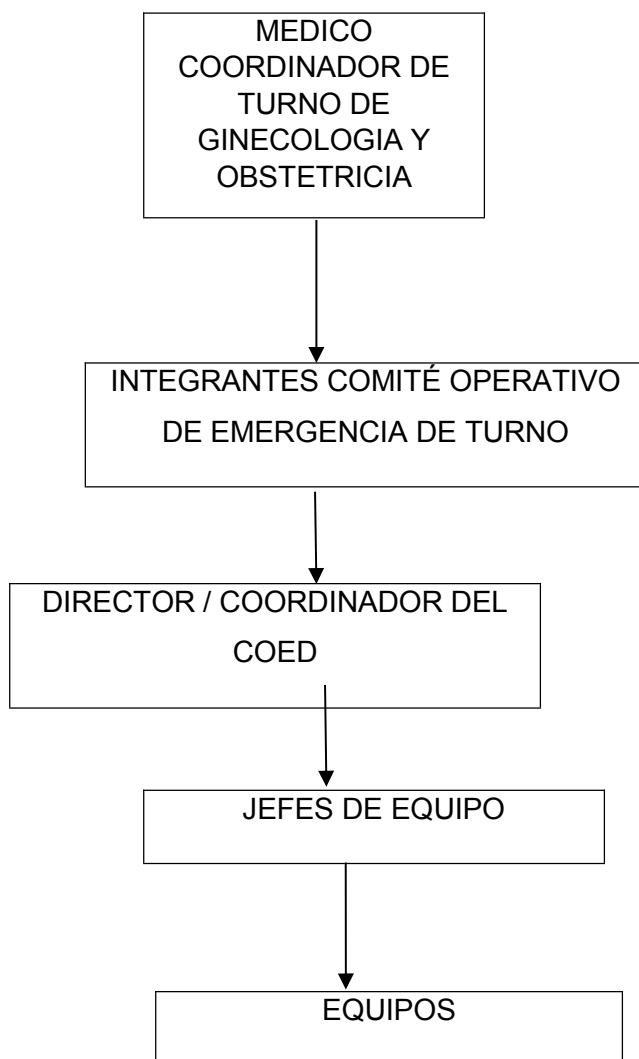 MEDICO
COORDINADOR DE
TURNO DE
GINECOLOGIA Y
OBSTETRICIA
INTEGRANTES COMITÉ OPERATIVO
DE EMERGENCIA DE TURNO
DIRECTOR / COORDINADOR DEL
COED
JEFES DE EQUIPO
EQUIPOS